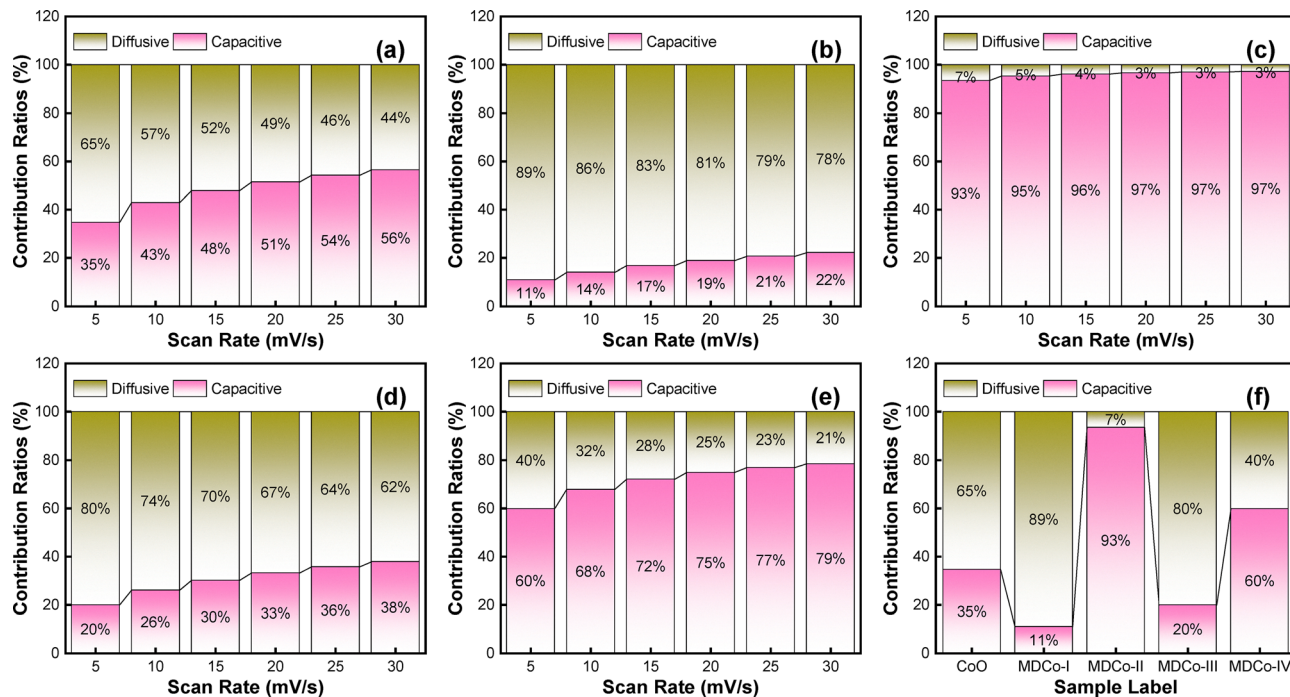 120
100
80
60
40
20
0
Contribution Ratios (%)
Diffusive Capacitive (a)
65% 57% 52% 49% 46% 44%
35% 43% 48% 51% 54% 56%
5 10 15 20 25 30
Scan Rate (mV/s)
120
100
80
60
40
20
0
Contribution Ratios (%)
Diffusive Capacitive (b)
89% 86% 83% 81% 79% 78%
11% 14% 17% 19% 21% 22%
5 10 15 20 25 30
Scan Rate (mV/s)
120
100
80
60
40
20
0
Contribution Ratios (%)
Diffusive Capacitive (c)
7% 5% 4% 3% 3% 3%
93% 95% 96% 97% 97% 97%
5 10 15 20 25 30
Scan Rate (mV/s)
120
100
80
60
40
20
0
Contribution Ratios (%)
Diffusive Capacitive (d)
80% 74% 70% 67% 64% 62%
20% 26% 30% 33% 36% 38%
5 10 15 20 25 30
Scan Rate (mV/s)
120
100
80
60
40
20
0
Contribution Ratios (%)
Diffusive Capacitive (e)
40% 32% 28% 25% 23% 21%
60% 68% 72% 75% 77% 79%
5 10 15 20 25 30
Scan Rate (mV/s)
120
100
80
60
40
20
0
Contribution Ratios (%)
Diffusive Capacitive (f)
65% 89% 7% 80% 40%
35% 11% 93% 20% 60%
CoO MDCo-I MDCo-II MDCo-III MDCo-IV
Sample Label